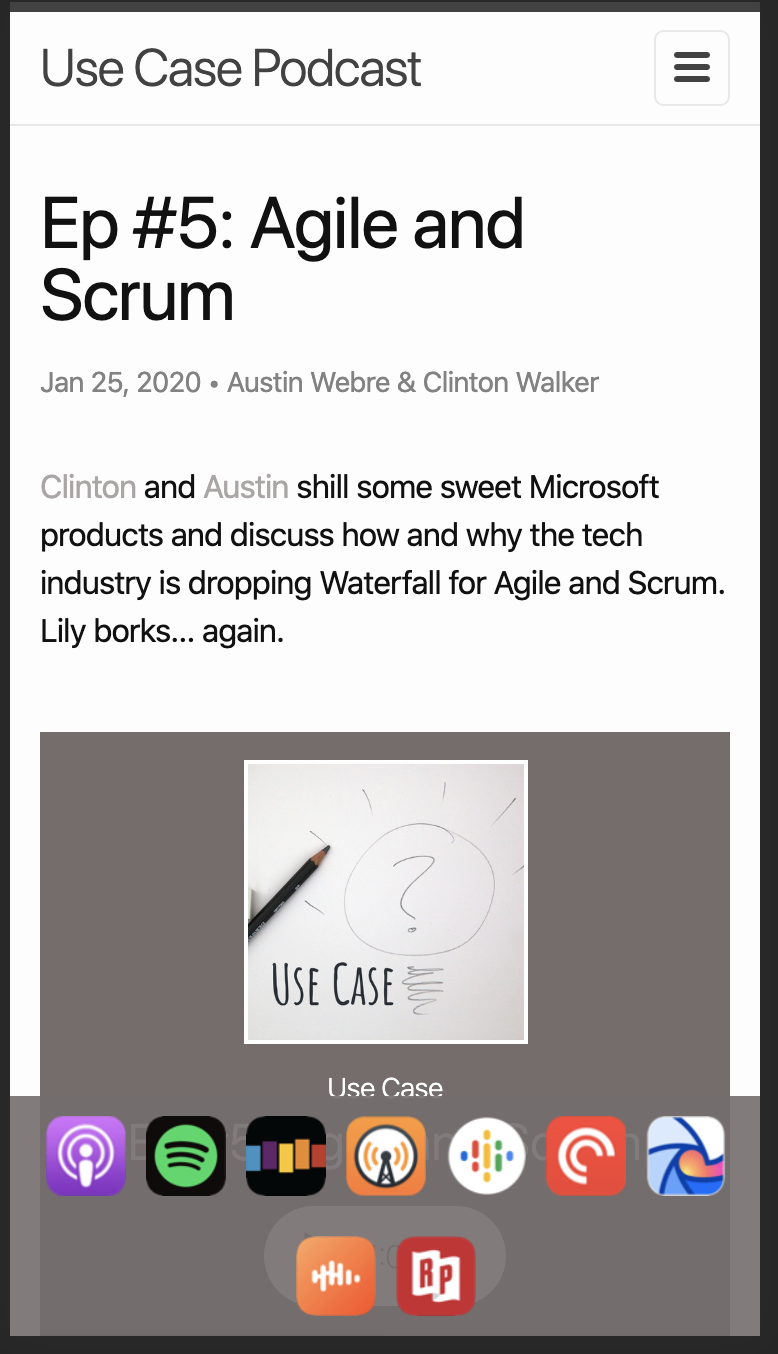 Use Case Podcast
Ep #5: Agile and
Scrum
Jan 25, 2020 • Austin Webre & Clinton Walker
Clinton and Austin shill some sweet Microsoft
products and discuss how and why the tech
industry is dropping Waterfall for Agile and Scrum.
Lily borks... again.
?
USE CASE
Use Case
RP